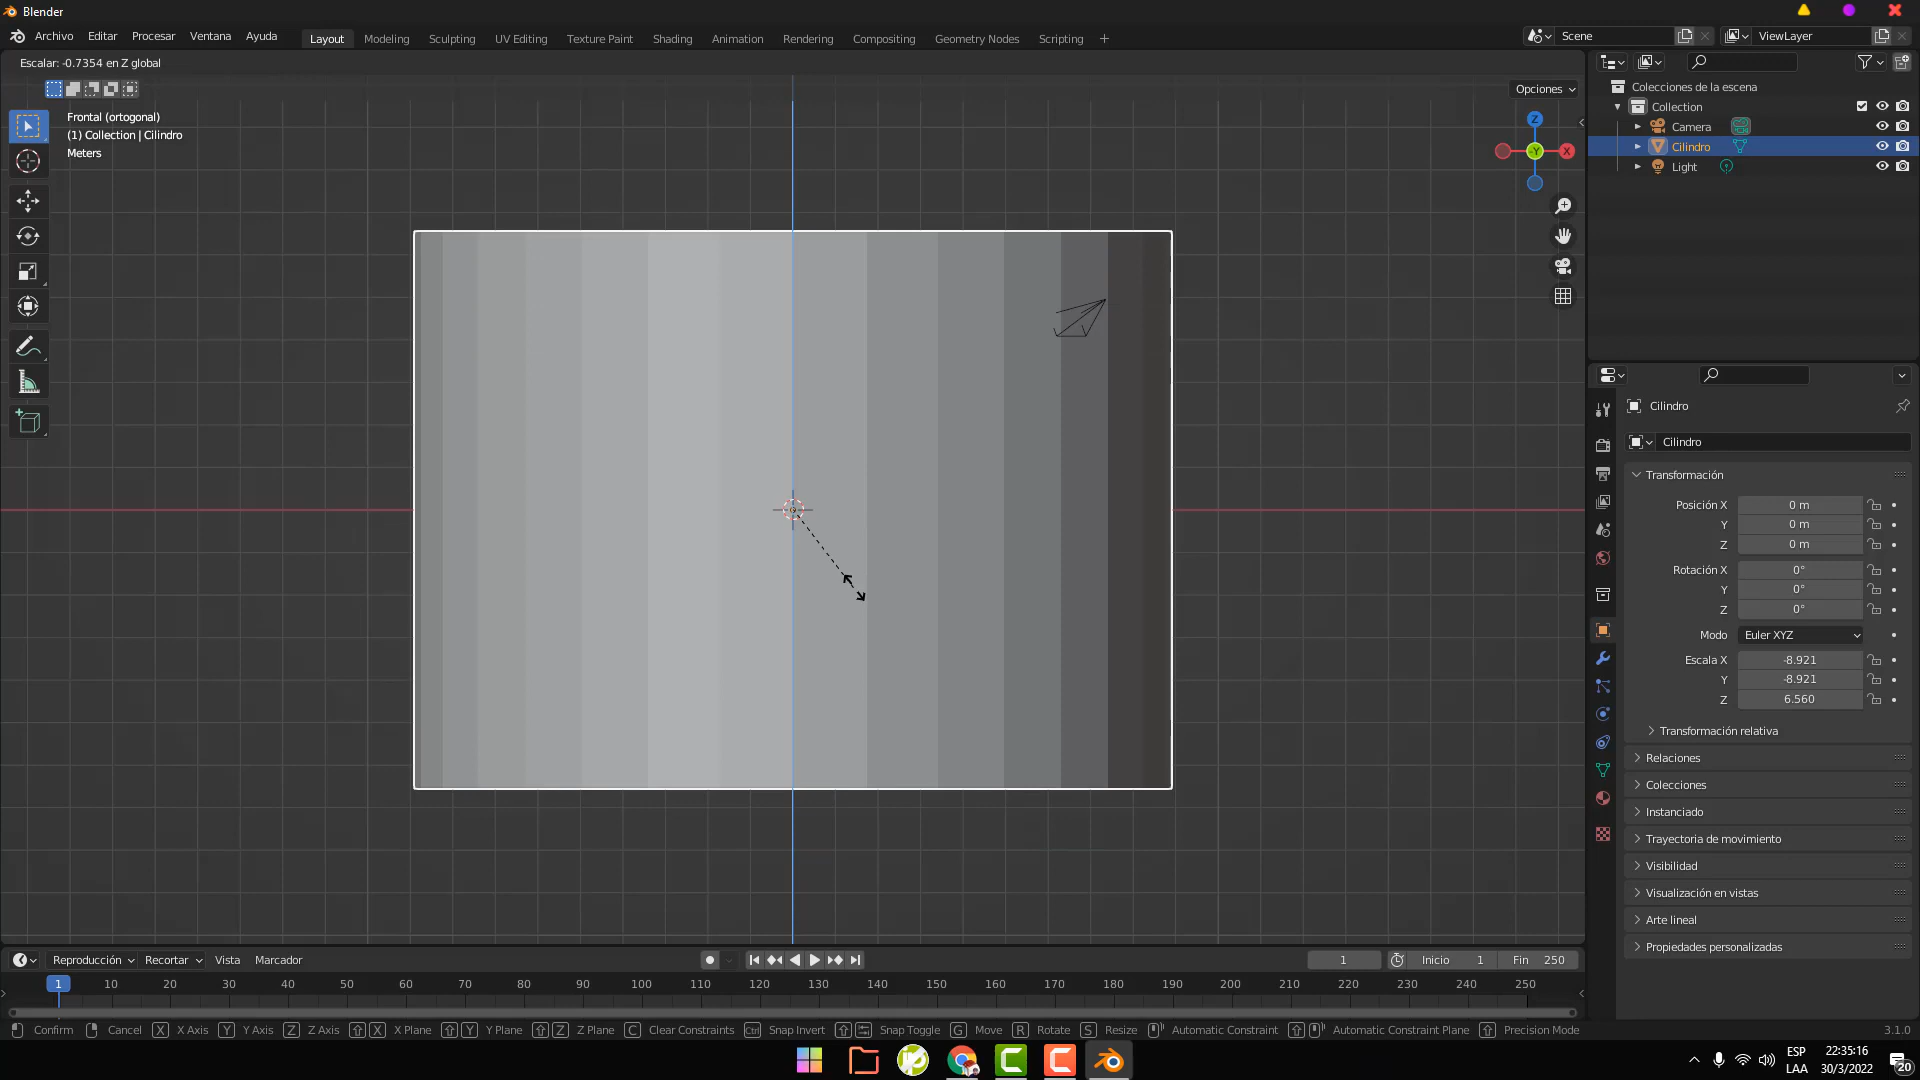 Blender
Archivo Editar Procesar Ventana Ayuda Layout Modeling Sculpting UV Editing Texture Paint Shading Animation Rendering Compositing Geometry Nodes Scripting + Scene ViewLayer
Escalar: -0.7354 en Z global
Opciones
Frontal (ortogonal)
(1) Collection | Cilindro
Meters
Z
-Y
X
Colecciones de la escena
Collection
Camera
Cilindro
Light
Cilindro
Cilindro
Transformación
Posición X 0 m
Y 0 m
Z 0 m
Rotación X 0°
Y 0°
Z 0°
Modo Euler XYZ
Escala X -8.921
Y -8.921
Z 6.560
Transformación relativa
Relaciones
Colecciones
Instanciado
Trayectoria de movimiento
Visibilidad
Visualización en vistas
Arte lineal
Propiedades personalizadas
Reproducción Recortar Vista Marcador 1 Inicio 1 Fin 250
1 10 20 30 40 50 60 70 80 90 100 110 120 130 140 150 160 170 180 190 200 210 220 230 240 250
Confirm Cancel X X Axis Y Y Axis Z Z Axis X X Plane Y Y Plane Z Z Plane C Clear Constraints Ctrl Snap Invert Snap Toggle G Move R Rotate S Resize Automatic Constraint Automatic Constraint Plane Precision Mode 3.1.0
ESP 22:35:16
LAA 30/3/2022 20